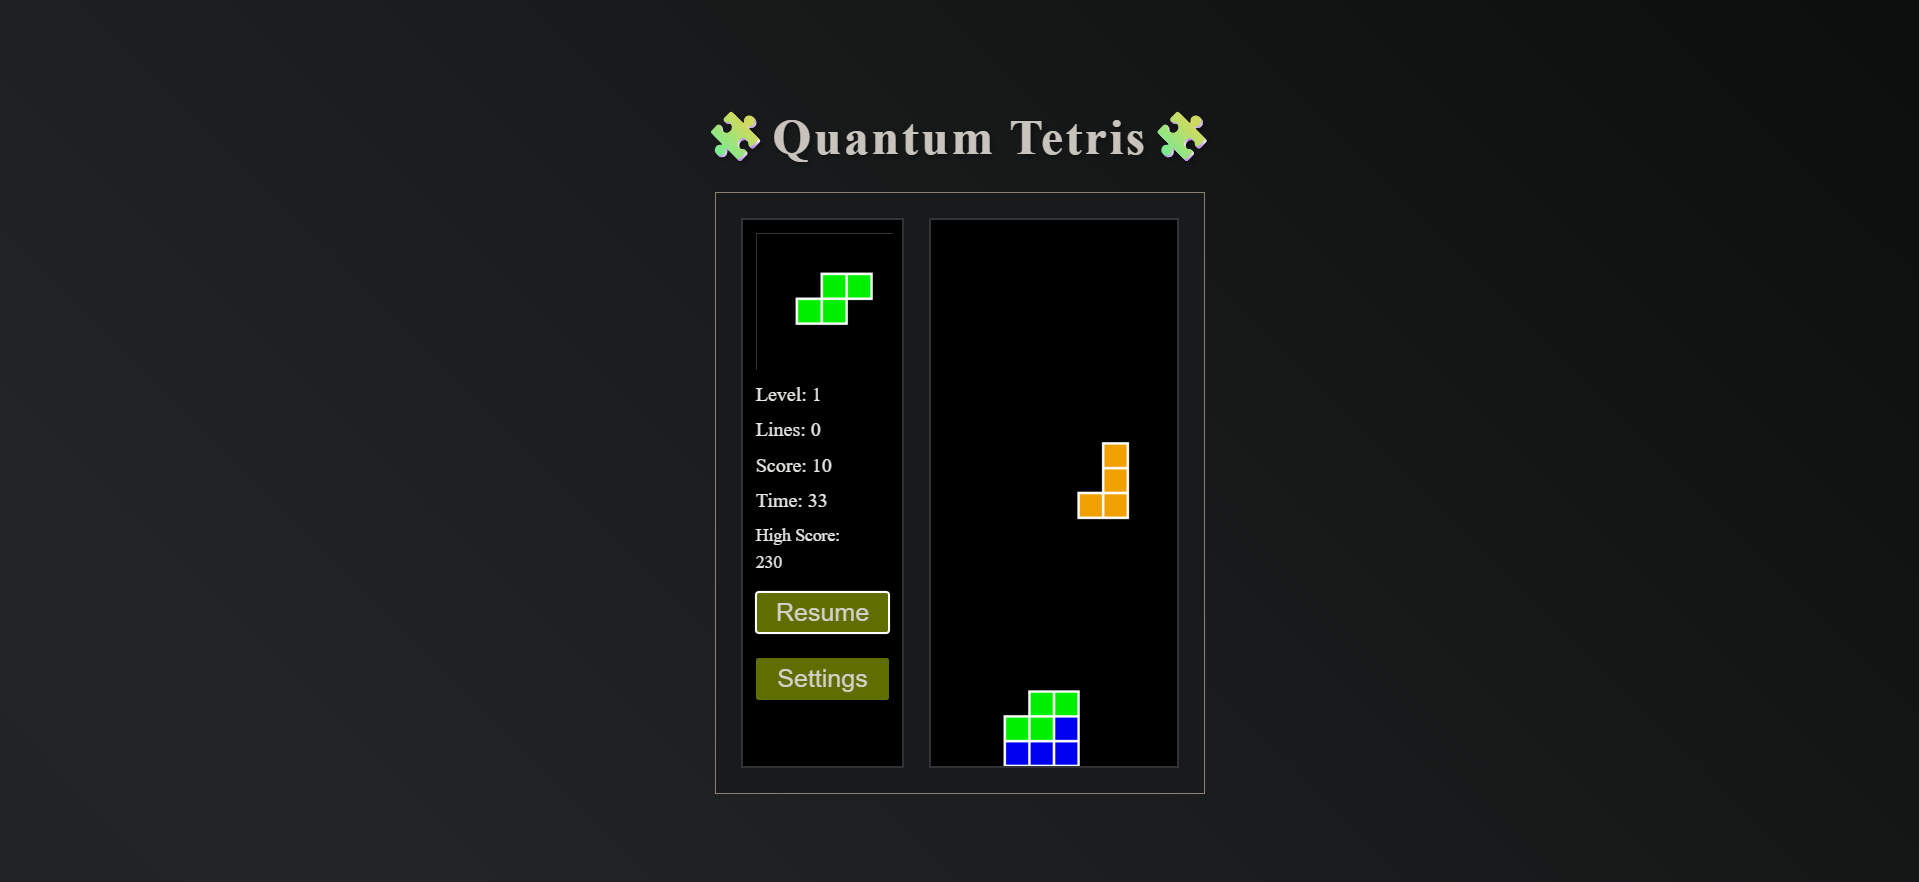 🧩 Quantum Tetris 🧩
Level: 1
Lines: 0
Score: 10
Time: 33
High Score:
230
Resume
Settings